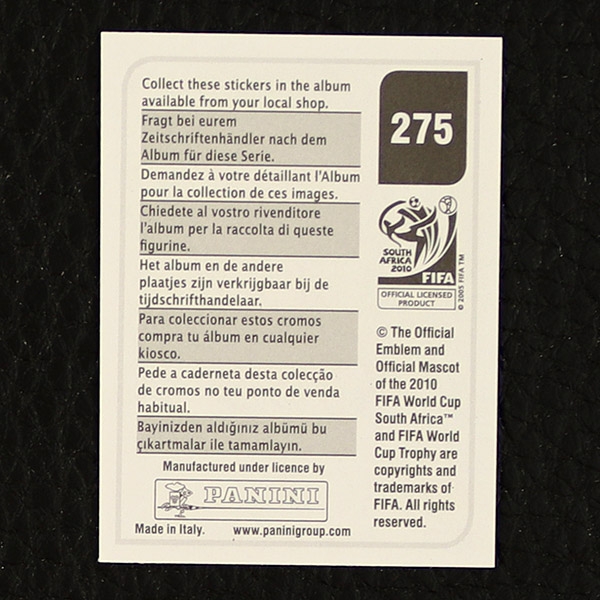 Collect these stickers in the album
available from your local shop.
Fragt bei eurem
Zeitschriftenhändler nach dem
Album für diese Serie.
Demandez à votre détaillant l'Album
pour la collection de ces images.
Chiedete al vostro rivenditore
l'album per la raccolta di queste
figurine.
Het album en de andere
plaatjes zijn verkrijgbaar bij de
tijdschrifthandelaar.
Para coleccionar estos cromos
compra tu álbum en cualquier
kiosco.
Pede a caderneta desta colecção
de cromos no teu ponto de venda
habitual.
Bayinizden aldığınız albümü bu
çıkartmalar ile tamamlayın.
Manufactured under licence by
PANINI
Made in Italy. www.paninigroup.com
275
SOUTH
AFRICA
2010
FIFA
OFFICIAL LICENSED
PRODUCT
© 2005 FIFA TM
© The Official
Emblem and
Official Mascot
of the 2010
FIFA World Cup
South Africa™
and FIFA World
Cup Trophy are
copyrights and
trademarks of
FIFA. All rights
reserved.